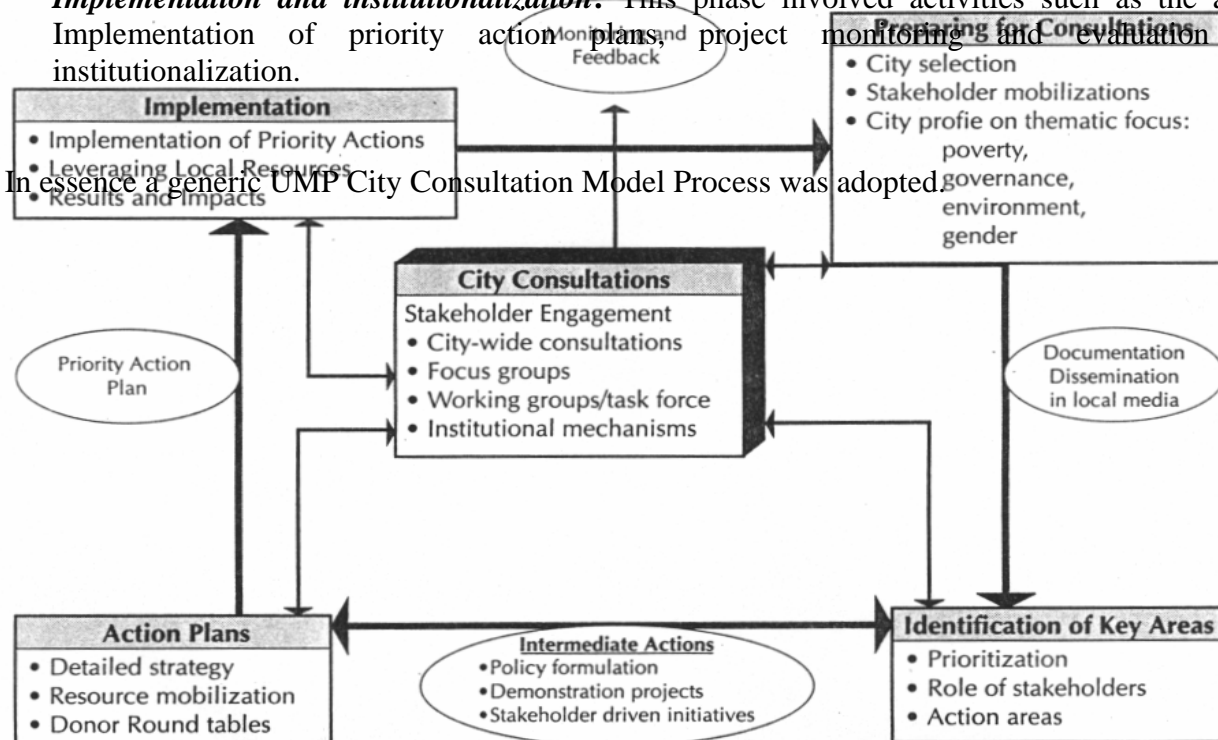 Implementation and institutionalization: This phase involved activities such as the
Implementation of priority action plans, project monitoring and evaluation
institutionalization.
Monitoring and
Feedback
Preparing for Consultations
• City selection
• Stakeholder mobilizations
• City profie on thematic focus:
poverty,
governance,
environment,
gender
Implementation
• Implementation of Priority Actions
• Leveraging Local Resources
• Results and Impacts
In essence a generic UMP City Consultation Model Process was adopted.
City Consultations
Stakeholder Engagement
• City-wide consultations
• Focus groups
• Working groups/task force
• Institutional mechanisms
Priority Action
Plan
Documentation
Dissemination
in local media
Action Plans
• Detailed strategy
• Resource mobilization
• Donor Round tables
Intermediate Actions
•Policy formulation
•Demonstration projects
•Stakeholder driven initiatives
Identification of Key Areas
• Prioritization
• Role of stakeholders
• Action areas